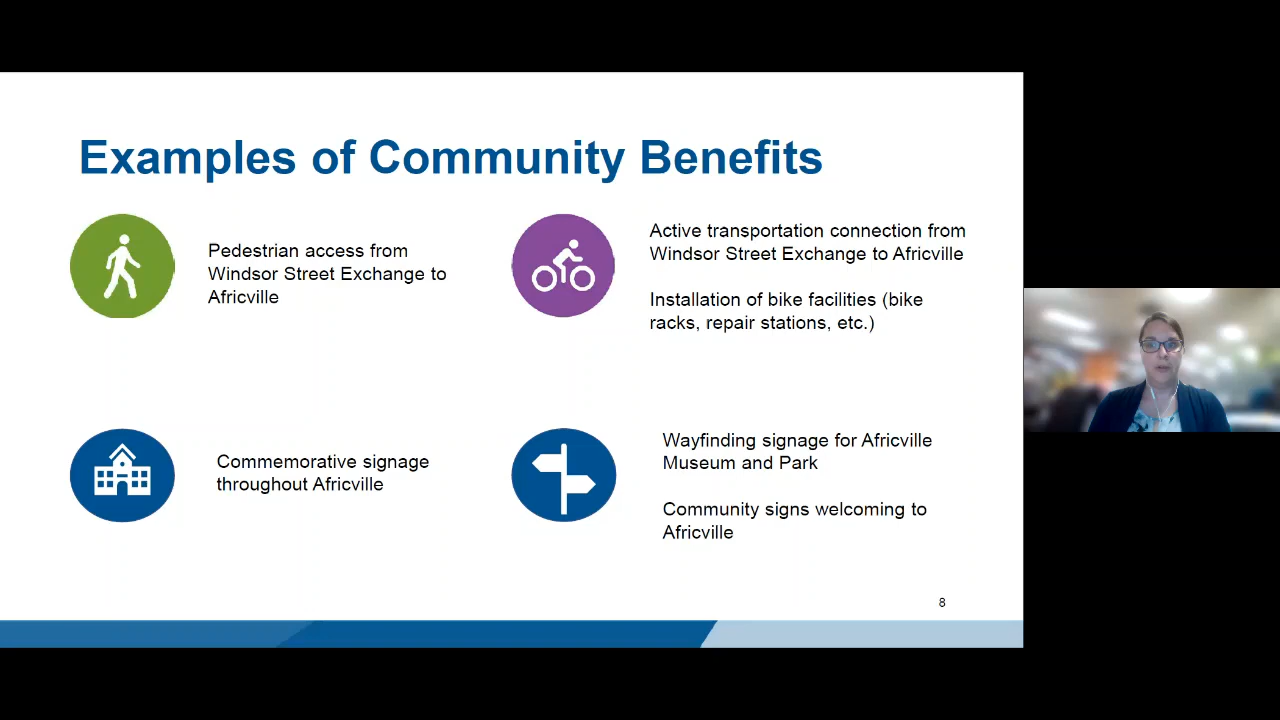 Examples of Community Benefits
Pedestrian access from
Windsor Street Exchange to
Africville
Active transportation connection from
Windsor Street Exchange to Africville
Installation of bike facilities (bike
racks, repair stations, etc.)
Commemorative signage
throughout Africville
Wayfinding signage for Africville
Museum and Park
Community signs welcoming to
Africville
8